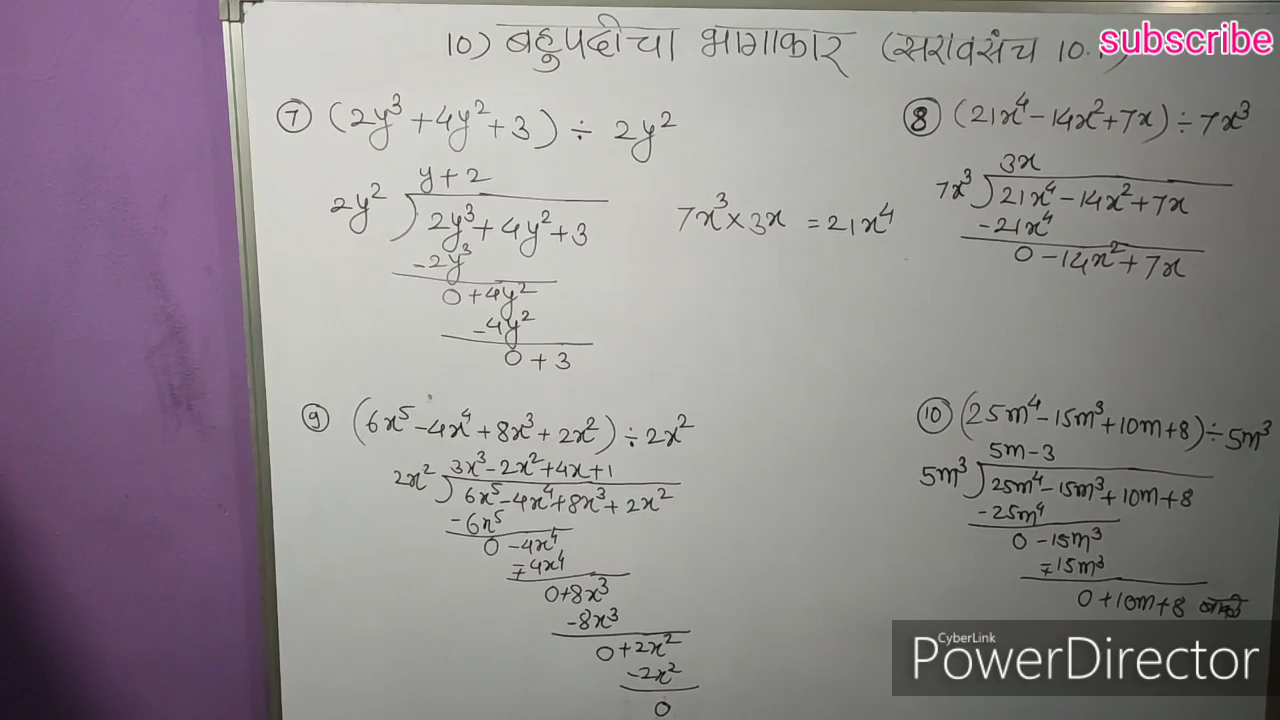 10) बहुपदीचा भागाकार (सरावसंच 10.
subscribe
7 (2y³ + 4y² + 3) ÷ 2y²
y + 2
2y² ) 2y³ + 4y² + 3
- 2y³
0 + 4y²
- 4y²
0 + 3
7x³ × 3x = 21x⁴
8 (21x⁴ - 14x² + 7x) ÷ 7x³
3x
7x³ ) 21x⁴ - 14x² + 7x
- 21x⁴
0 - 14x² + 7x
9 (6x⁵ - 4x⁴ + 8x³ + 2x²) ÷ 2x²
3x³ - 2x² + 4x + 1
2x² ) 6x⁵ - 4x⁴ + 8x³ + 2x²
- 6x⁵
0 - 4x⁴
∓ 4x⁴
0 + 8x³
- 8x³
0 + 2x²
- 2x²
0
10 (25m⁴ - 15m³ + 10m + 8) ÷ 5m³
5m - 3
5m³ ) 25m⁴ - 15m³ + 10m + 8
- 25m⁴
0 - 15m³
∓ 15m³
0 + 10m + 8
CyberLink
PowerDirector